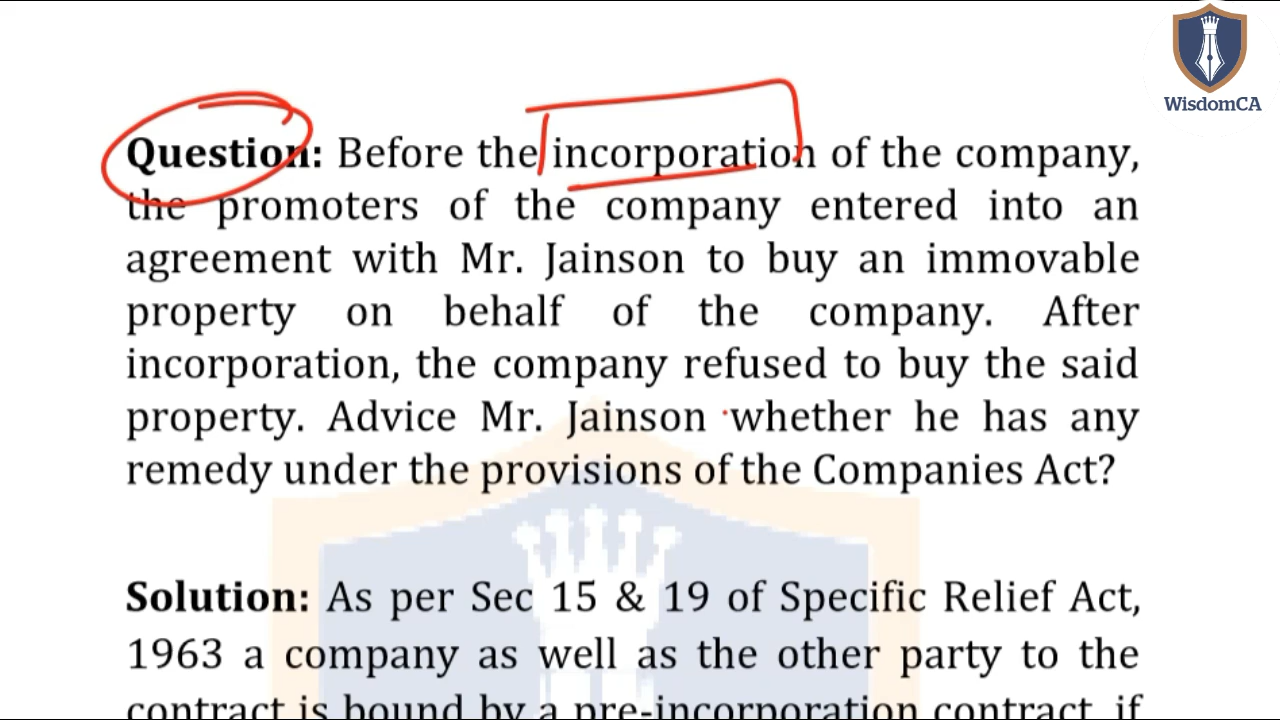 WisdomCA
Question: Before the incorporation of the company,
the promoters of the company entered into an
agreement with Mr. Jainson to buy an immovable
property on behalf of the company. After
incorporation, the company refused to buy the said
property. Advice Mr. Jainson whether he has any
remedy under the provisions of the Companies Act?
Solution: As per Sec 15 & 19 of Specific Relief Act,
1963 a company as well as the other party to the
contract is bound by a pre-incorporation contract, if